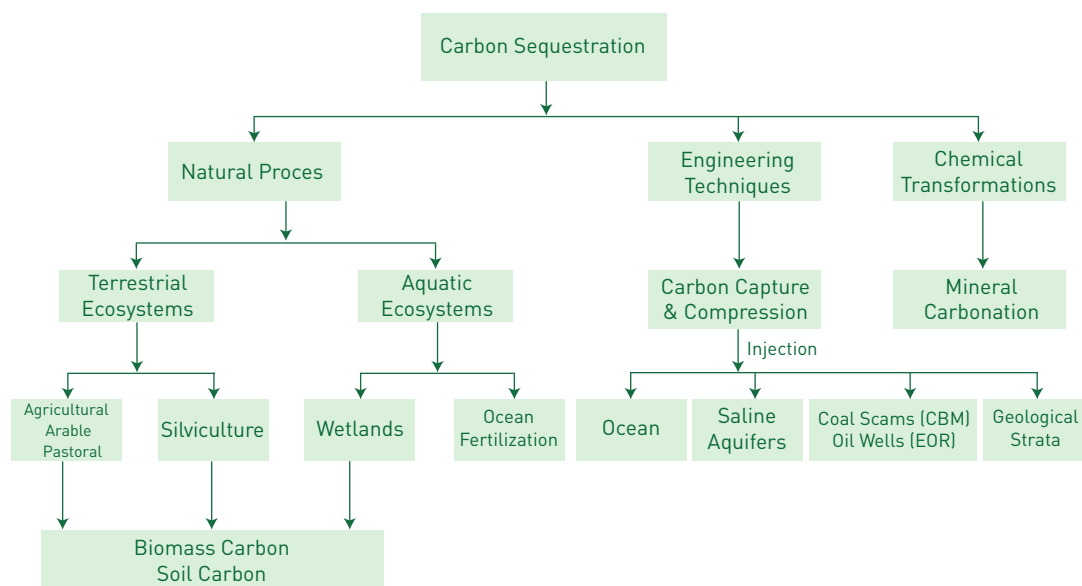 Carbon Sequestration
Natural Proces
Engineering
Techniques
Chemical
Transformations
Terrestrial
Ecosystems
Aquatic
Ecosystems
Carbon Capture
& Compression
Mineral
Carbonation
Injection
Agricultural
Arable
Pastoral
Silviculture
Wetlands
Ocean
Fertilization
Ocean
Saline
Aquifers
Coal Scams (CBM)
Oil Wells (EOR)
Geological
Strata
Biomass Carbon
Soil Carbon